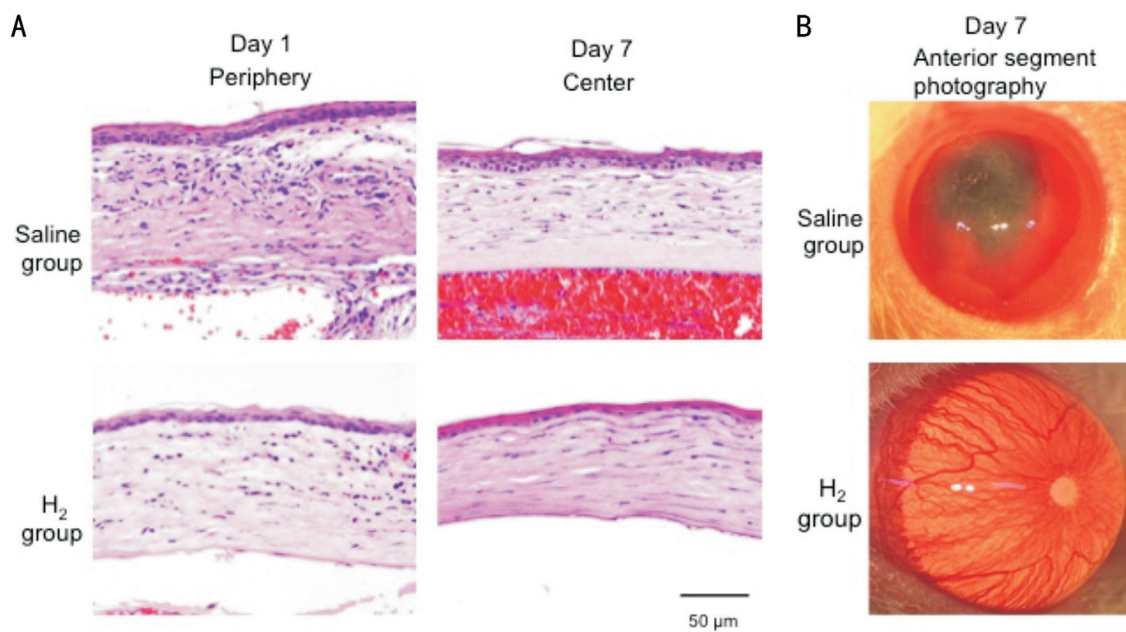 A
Day 1
Periphery
Day 7
Center
B
Day 7
Anterior segment
photography
Saline
group
Saline
group
H₂
group
H₂
group
50 µm